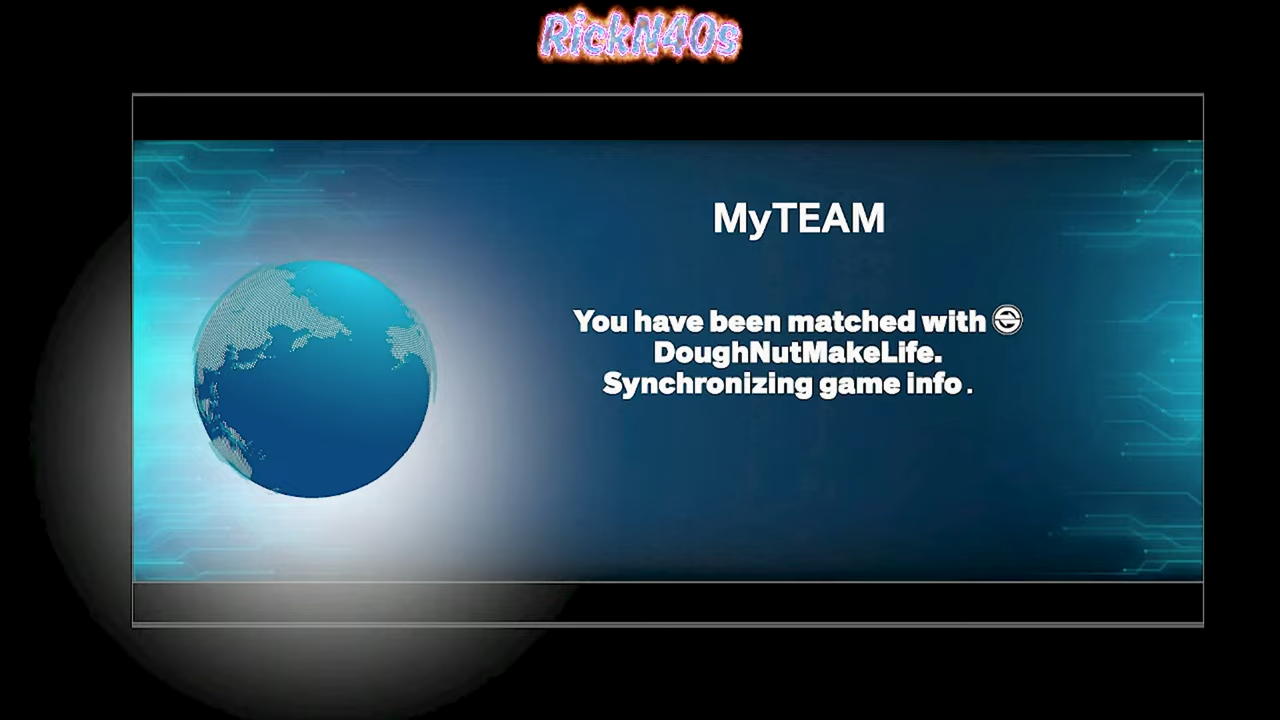 RickN40s
MyTEAM
You have been matched with
DoughNutMakeLife.
Synchronizing game info .